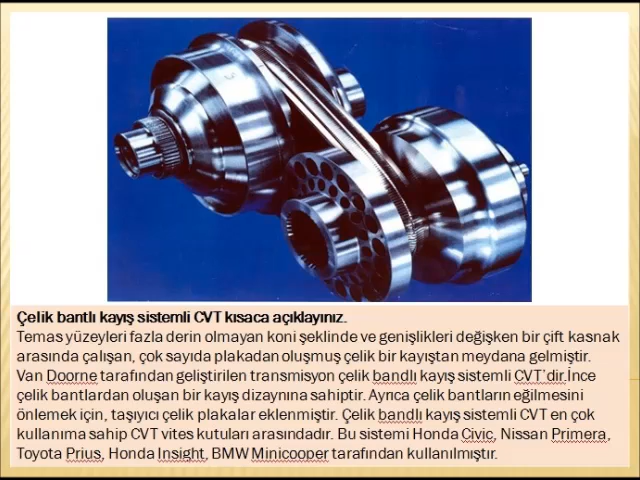 Çelik bantlı kayış sistemli CVT kısaca açıklayınız.
Temas yüzeyleri fazla derin olmayan koni şeklinde ve genişlikleri değişken bir çift kasnak
arasında çalışan, çok sayıda plakadan oluşmuş çelik bir kayıştan meydana gelmiştir.
Van Doorne tarafından geliştirilen transmisyon çelik bandlı kayış sistemli CVT'dir.İnce
çelik bantlardan oluşan bir kayış dizaynına sahiptir. Ayrıca çelik bantların eğilmesini
önlemek için, taşıyıcı çelik plakalar eklenmiştir. Çelik bandlı kayış sistemli CVT en çok
kullanıma sahip CVT vites kutuları arasındadır. Bu sistemi Honda Civic, Nissan Primera,
Toyota Prius, Honda Insight, BMW Minicooper tarafından kullanılmıştır.